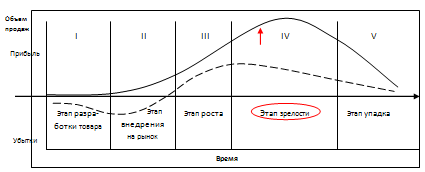 Объем
продаж
I II III IV V
Прибыль
Этап разра-
ботки товара
Этап
внедрения
на рынок
Этап роста
Этап зрелости
Этап упадка
Убытки
Время